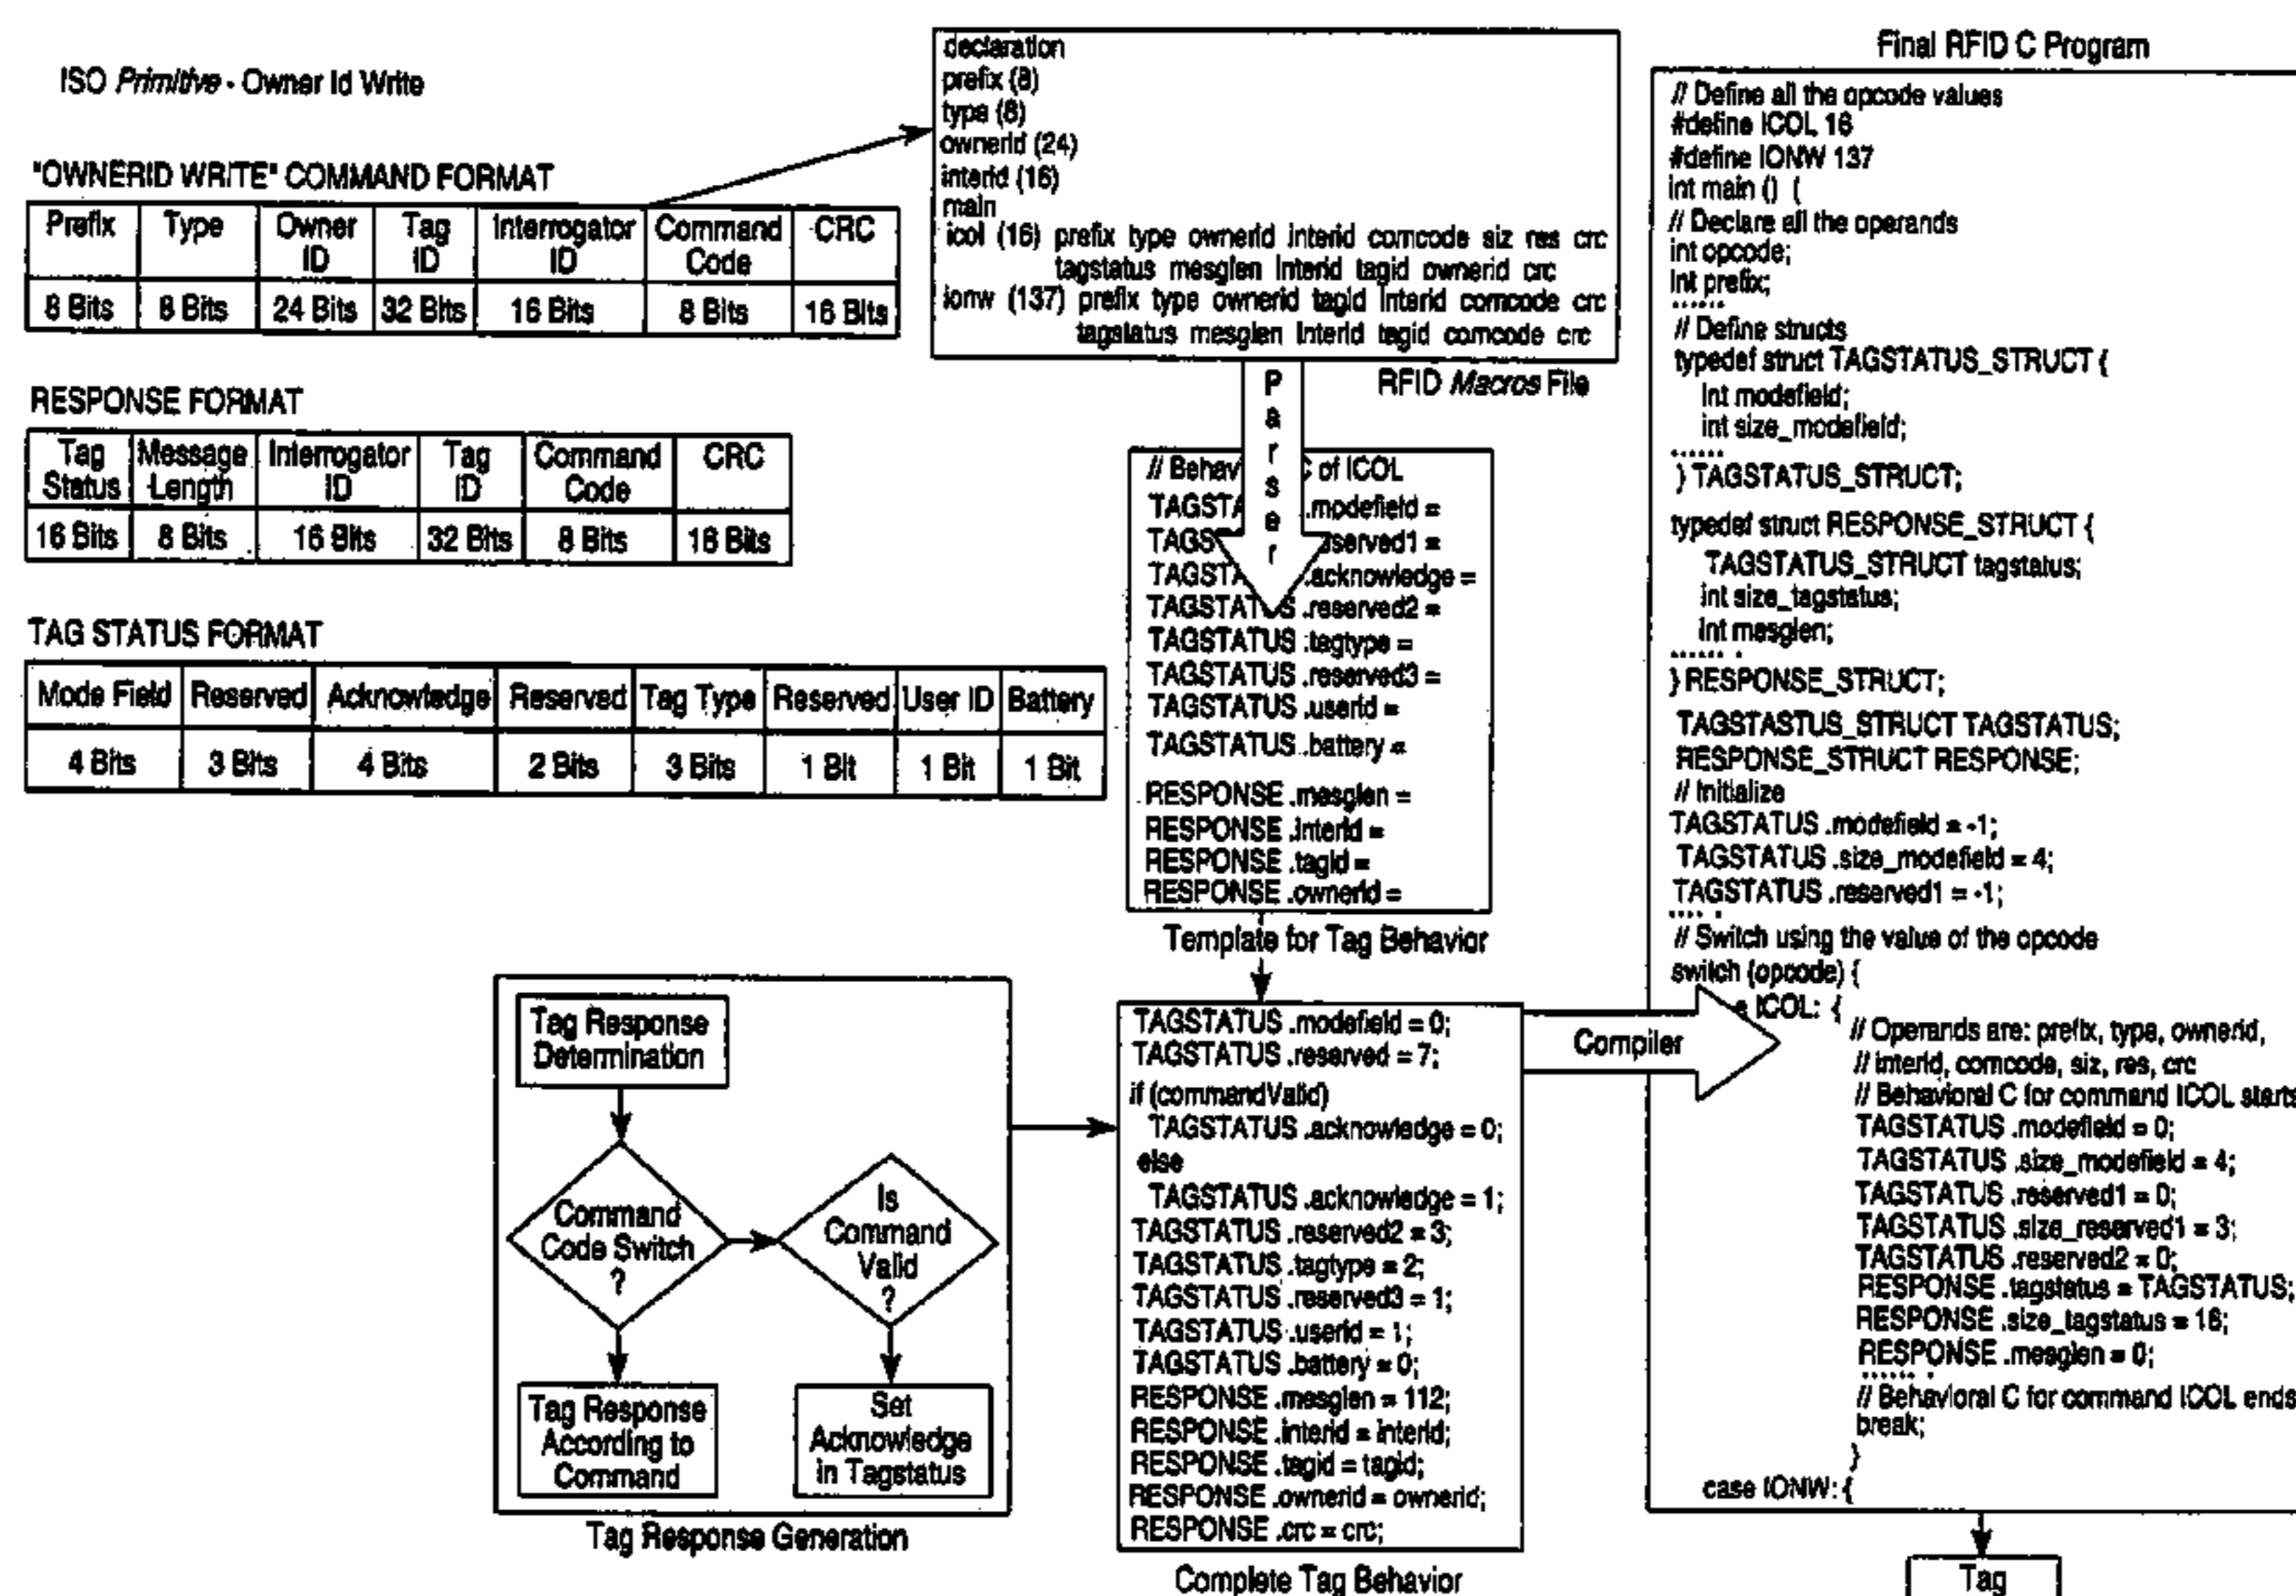 ISO Primitive - Owner Id Write
"OWNERID WRITE" COMMAND FORMAT
Prefix Type Owner ID Tag ID Interrogator ID Command Code CRC
8 Bits 8 Bits 24 Bits 32 Bits 16 Bits 8 Bits 16 Bits
RESPONSE FORMAT
Tag Status Message Length Interrogator ID Tag ID Command Code CRC
16 Bits 8 Bits 16 Bits 32 Bits 8 Bits 16 Bits
TAG STATUS FORMAT
Mode Field Reserved Acknowledge Reserved Tag Type Reserved User ID Battery
4 Bits 3 Bits 4 Bits 2 Bits 3 Bits 1 Bit 1 Bit 1 Bit
declaration
prefix (8)
type (8)
ownerid (24)
interid (16)
main
icol (16) prefix type ownerid interid comcode siz res crc
tagstatus mesglen interid tagid ownerid crc
ionw (137) prefix type ownerid tagid interid comcode crc
tagstatus mesglen interid tagid comcode crc
RFID Macros File
Parser
// Behav C of ICOL
TAGSTA .modefield =
TAGS served1 =
TAGSTA .acknowledge =
TAGSTATUS .reserved2 =
TAGSTATUS .tagtype =
TAGSTATUS .reserved3 =
TAGSTATUS .userid =
TAGSTATUS .battery =
RESPONSE .mesglen =
RESPONSE .interid =
RESPONSE .tagid =
RESPONSE .ownerid =
Template for Tag Behavior
Tag Response
Determination
Command
Code Switch
?
Is
Command
Valid
?
Tag Response
According to
Command
Set
Acknowledge
in Tagstatus
Tag Response Generation
TAGSTATUS .modefield = 0;
TAGSTATUS .reserved = 7;
if (commandValid)
TAGSTATUS .acknowledge = 0;
else
TAGSTATUS .acknowledge = 1;
TAGSTATUS .reserved2 = 3;
TAGSTATUS .tagtype = 2;
TAGSTATUS .reserved3 = 1;
TAGSTATUS .userid = 1;
TAGSTATUS .battery = 0;
RESPONSE .mesglen = 112;
RESPONSE .interid = interid;
RESPONSE .tagid = tagid;
RESPONSE .ownerid = ownerid;
RESPONSE .crc = crc;
Complete Tag Behavior
Compiler
Final RFID C Program
// Define all the opcode values
#define ICOL 16
#define IONW 137
int main () {
// Declare all the operands
int opcode;
int prefix;
......
// Define structs
typedef struct TAGSTATUS_STRUCT {
int modefield;
int size_modefield;
......
} TAGSTATUS_STRUCT;
typedef struct RESPONSE_STRUCT {
TAGSTATUS_STRUCT tagstatus;
int size_tagstatus;
int mesglen;
.......
} RESPONSE_STRUCT;
TAGSTASTUS_STRUCT TAGSTATUS;
RESPONSE_STRUCT RESPONSE;
// Initialize
TAGSTATUS .modefield = -1;
TAGSTATUS .size_modefield = 4;
TAGSTATUS .reserved1 = -1;
.....
// Switch using the value of the opcode
switch (opcode) {
e ICOL: {
// Operands are: prefix, type, ownerid,
// interid, comcode, siz, res, crc
// Behavioral C for command ICOL starts
TAGSTATUS .modefield = 0;
TAGSTATUS .size_modefield = 4;
TAGSTATUS .reserved1 = 0;
TAGSTATUS .size_reserved1 = 3;
TAGSTATUS .reserved2 = 0;
RESPONSE .tagstatus = TAGSTATUS;
RESPONSE .size_tagstatus = 16;
RESPONSE .mesglen = 0;
.......
// Behavioral C for command ICOL ends
break;
}
case IONW: {
Tag